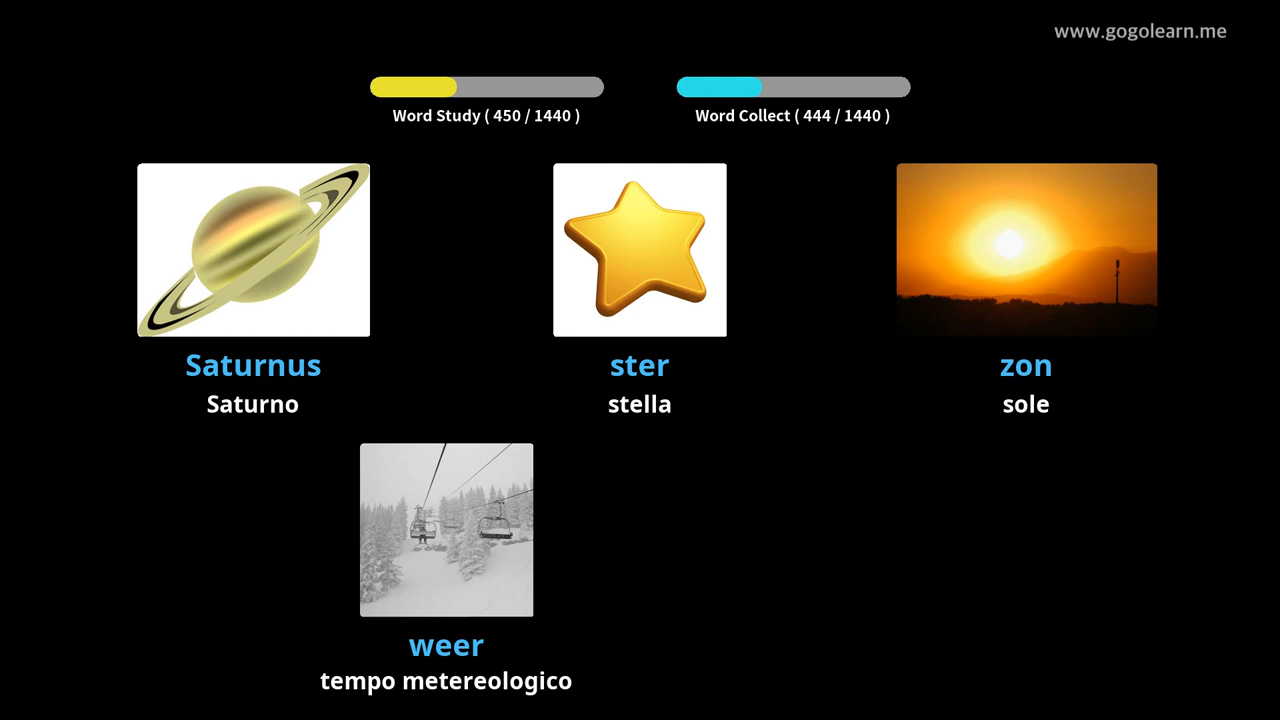 www.gogolearn.me
Word Study ( 450 / 1440 )
Word Collect ( 444 / 1440 )
Saturnus
Saturno
ster
stella
zon
sole
weer
tempo metereologico